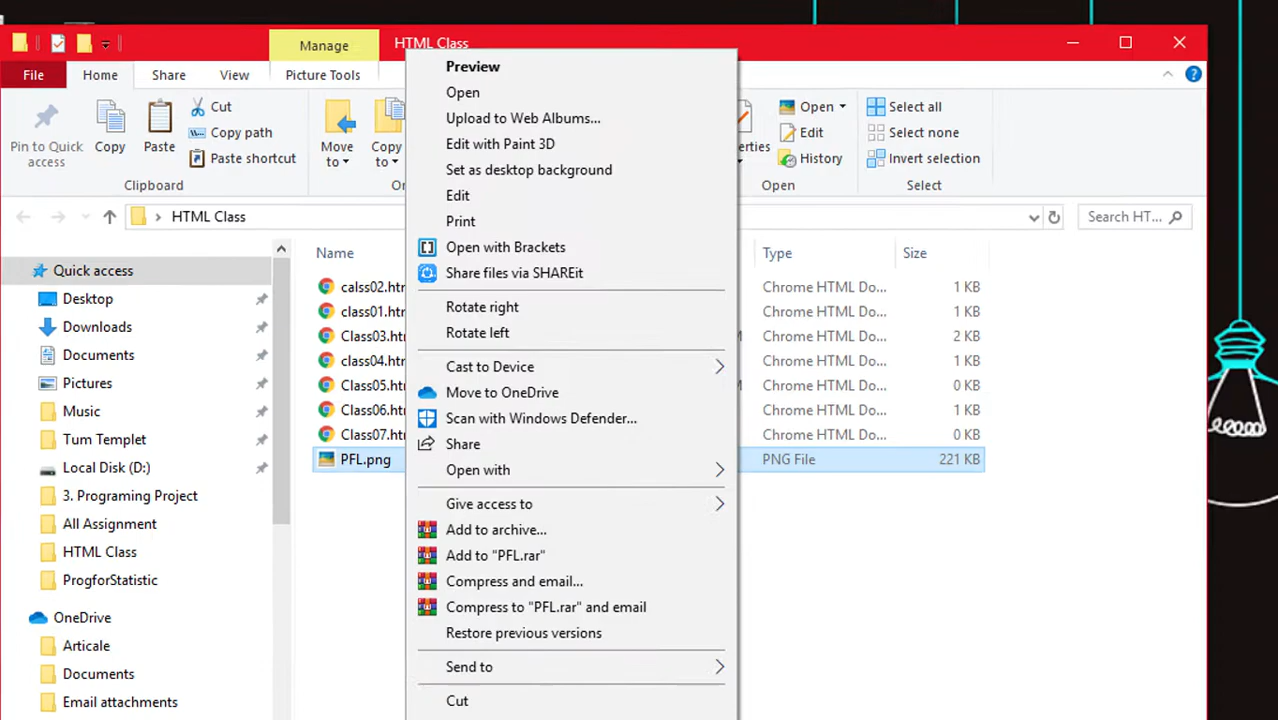 Manage
HTML Class
File
Home
Share
View
Picture Tools
Pin to Quick
access
Copy
Paste
Cut
Copy path
Paste shortcut
Clipboard
Move
to
Copy
to
Open
Edit
History
Open
Select all
Select none
Invert selection
Select
HTML Class
Search HT...
Quick access
Desktop
Downloads
Documents
Pictures
Music
Tum Templet
Local Disk (D:)
3. Programing Project
All Assignment
HTML Class
ProgforStatistic
OneDrive
Articale
Documents
Email attachments
Name
Type
Size
calss02.ht
Chrome HTML Do...
1 KB
class01.ht
Chrome HTML Do...
1 KB
Class03.ht
Chrome HTML Do...
2 KB
class04.ht
Chrome HTML Do...
1 KB
Class05.ht
Chrome HTML Do...
0 KB
Class06.ht
Chrome HTML Do...
1 KB
Class07.ht
Chrome HTML Do...
0 KB
PFL.png
PNG File
221 KB
Preview
Open
Upload to Web Albums...
Edit with Paint 3D
Set as desktop background
Edit
Print
Open with Brackets
Share files via SHAREit
Rotate right
Rotate left
Cast to Device
Move to OneDrive
Scan with Windows Defender...
Share
Open with
Give access to
Add to archive...
Add to "PFL.rar"
Compress and email...
Compress to "PFL.rar" and email
Restore previous versions
Send to
Cut